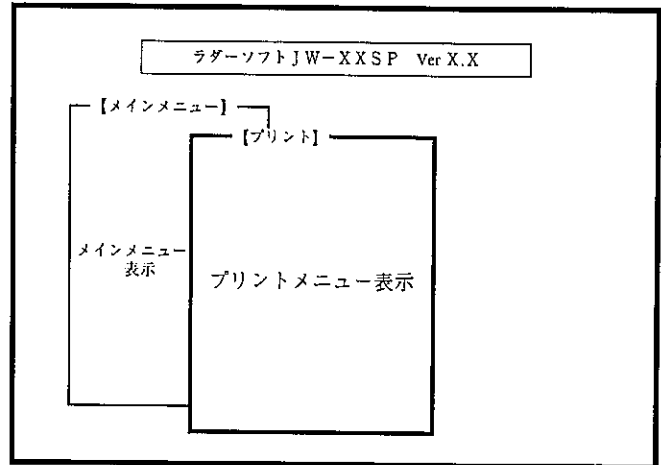 ラダーソフトJW-XXSP Ver X.X
【メインメニュー】
【プリント】
メインメニュー
表示
プリントメニュー表示